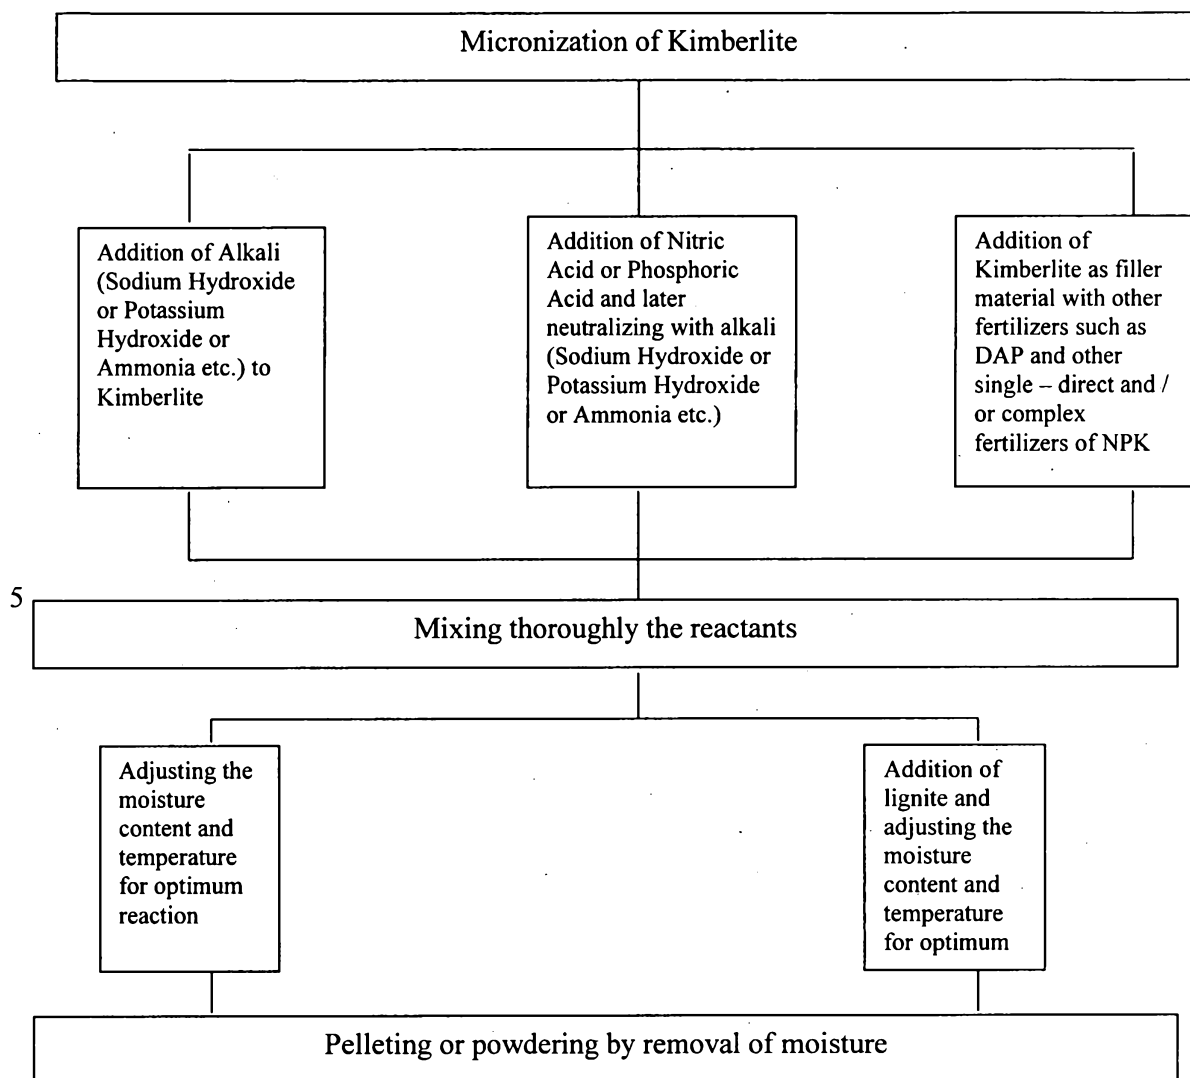 Micronization of Kimberlite
Addition of Alkali
(Sodium Hydroxide
or Potassium
Hydroxide or
Ammonia etc.) to
Kimberlite
Addition of Nitric
Acid or Phosphoric
Acid and later
neutralizing with alkali
(Sodium Hydroxide or
Potassium Hydroxide
or Ammonia etc.)
Addition of
Kimberlite as filler
material with other
fertilizers such as
DAP and other
single – direct and /
or complex
fertilizers of NPK
5
Mixing thoroughly the reactants
Adjusting the
moisture
content and
temperature
for optimum
reaction
Addition of
lignite and
adjusting the
moisture
content and
temperature
for optimum
Pelleting or powdering by removal of moisture